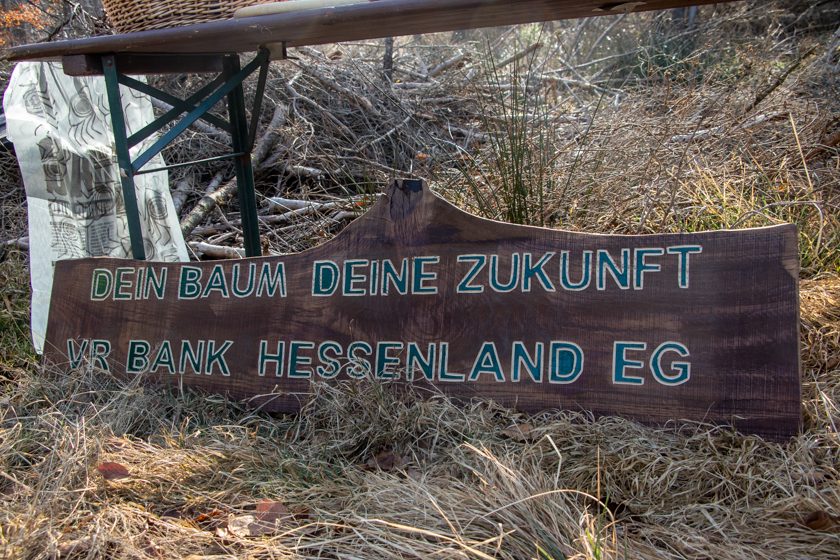 DEIN BAUM DEINE ZUKUNFT
VR BANK HESSENLAND EG